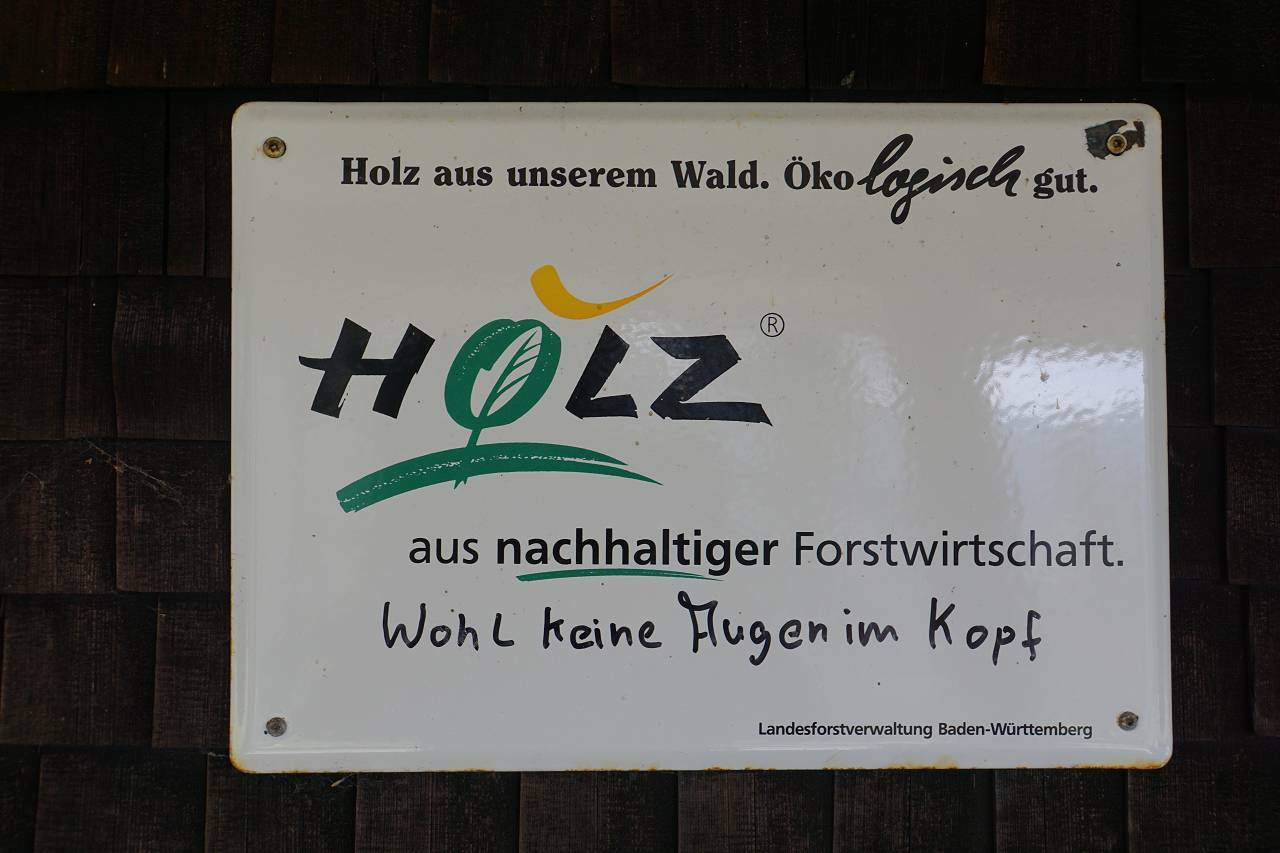 Holz aus unserem Wald. Ökologisch gut.
HOLZ®
aus nachhaltiger Forstwirtschaft.
Wohl keine Augen im Kopf
Landesforstverwaltung Baden-Württemberg